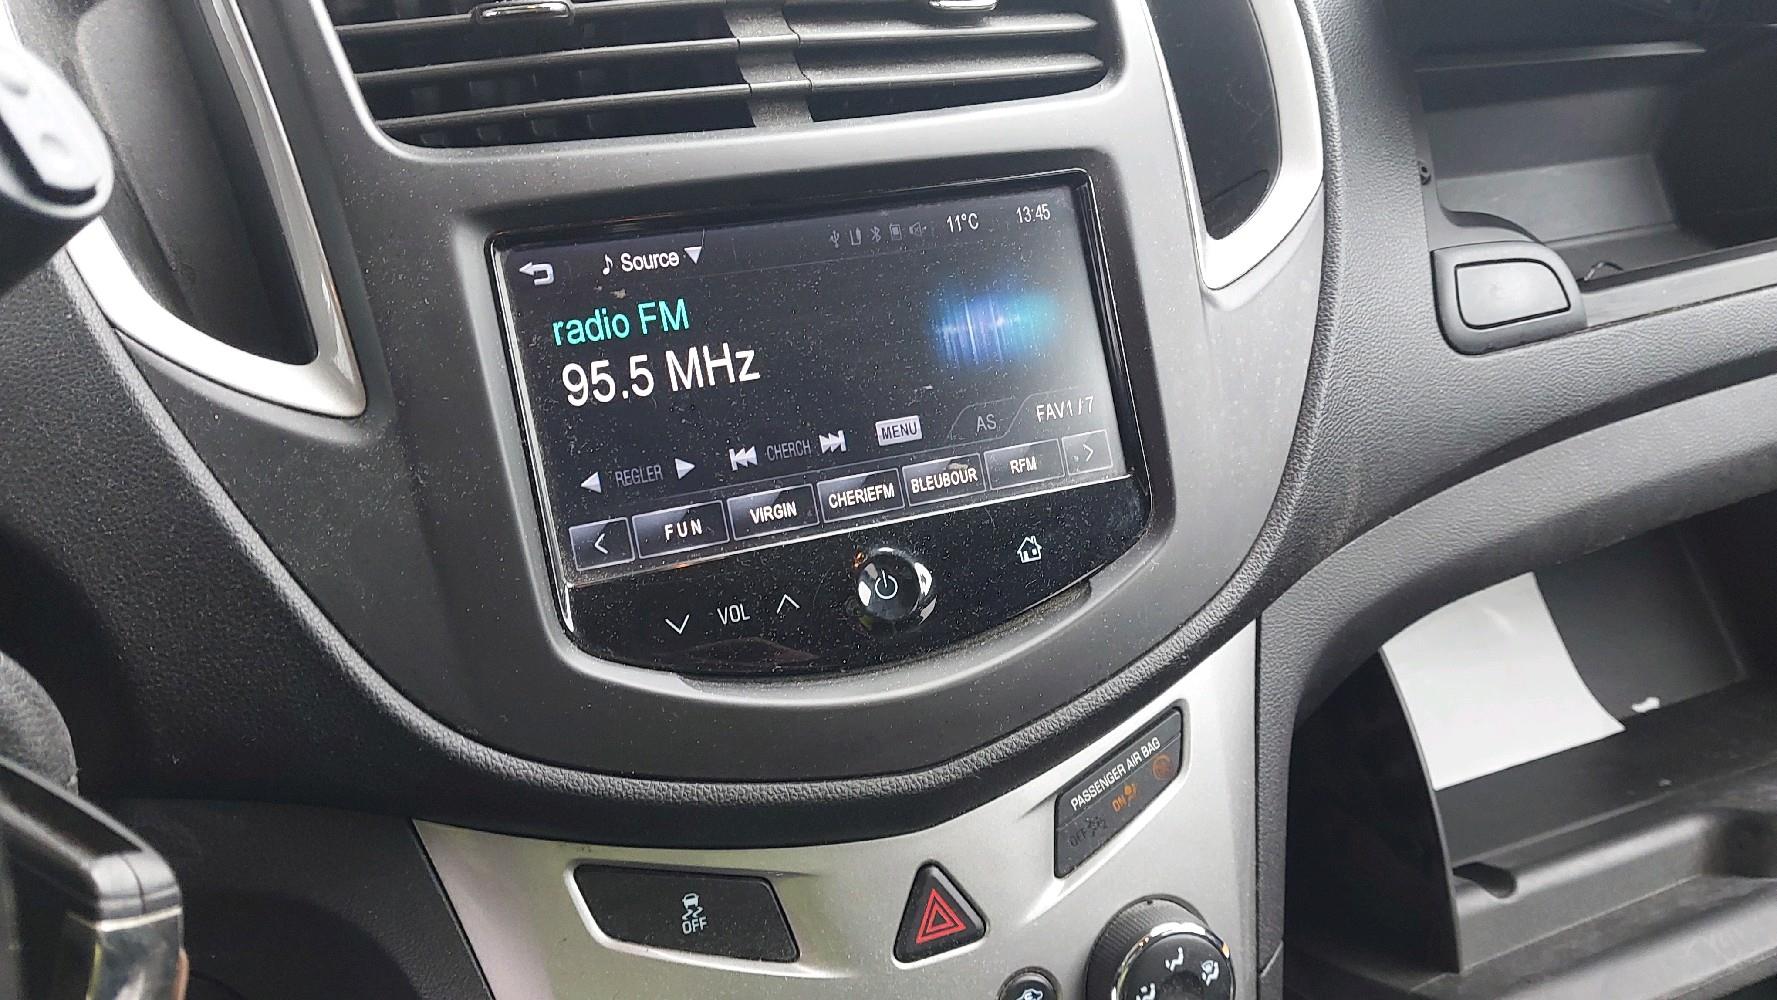 Source
11°C
13:45
radio FM
95.5 MHz
REGLER
CHERCH
MENU
AS
FAV1/7
<
FUN
VIRGIN
CHERIEFM
BLEUBOUR
RFM
>
VOL
PASSENGER AIR BAG
OFF
ON
OFF